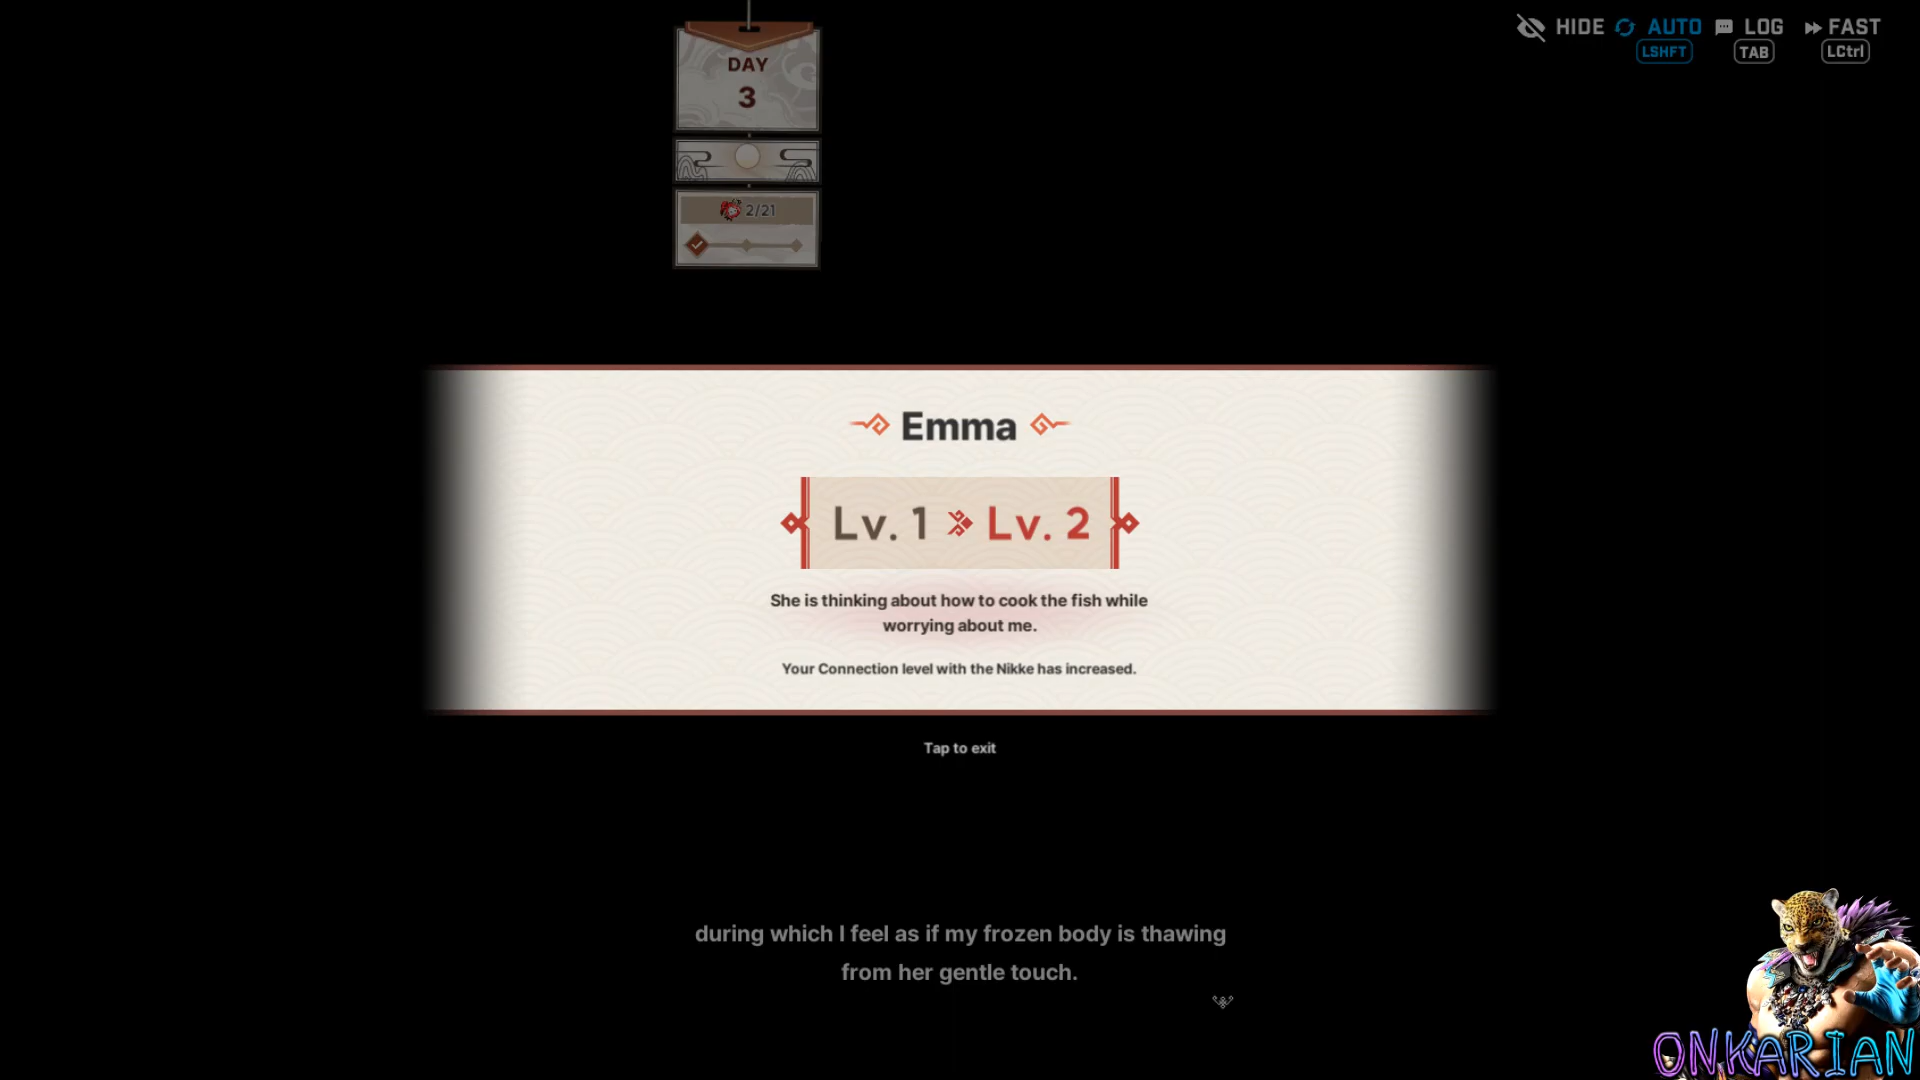 HIDE AUTO LOG FAST
LSHFT TAB LCtrl
DAY
3
2/21
Emma
Lv. 1 Lv. 2
She is thinking about how to cook the fish while
worrying about me.
Your Connection level with the Nikke has increased.
Tap to exit
during which I feel as if my frozen body is thawing
from her gentle touch.
ONKARIAN